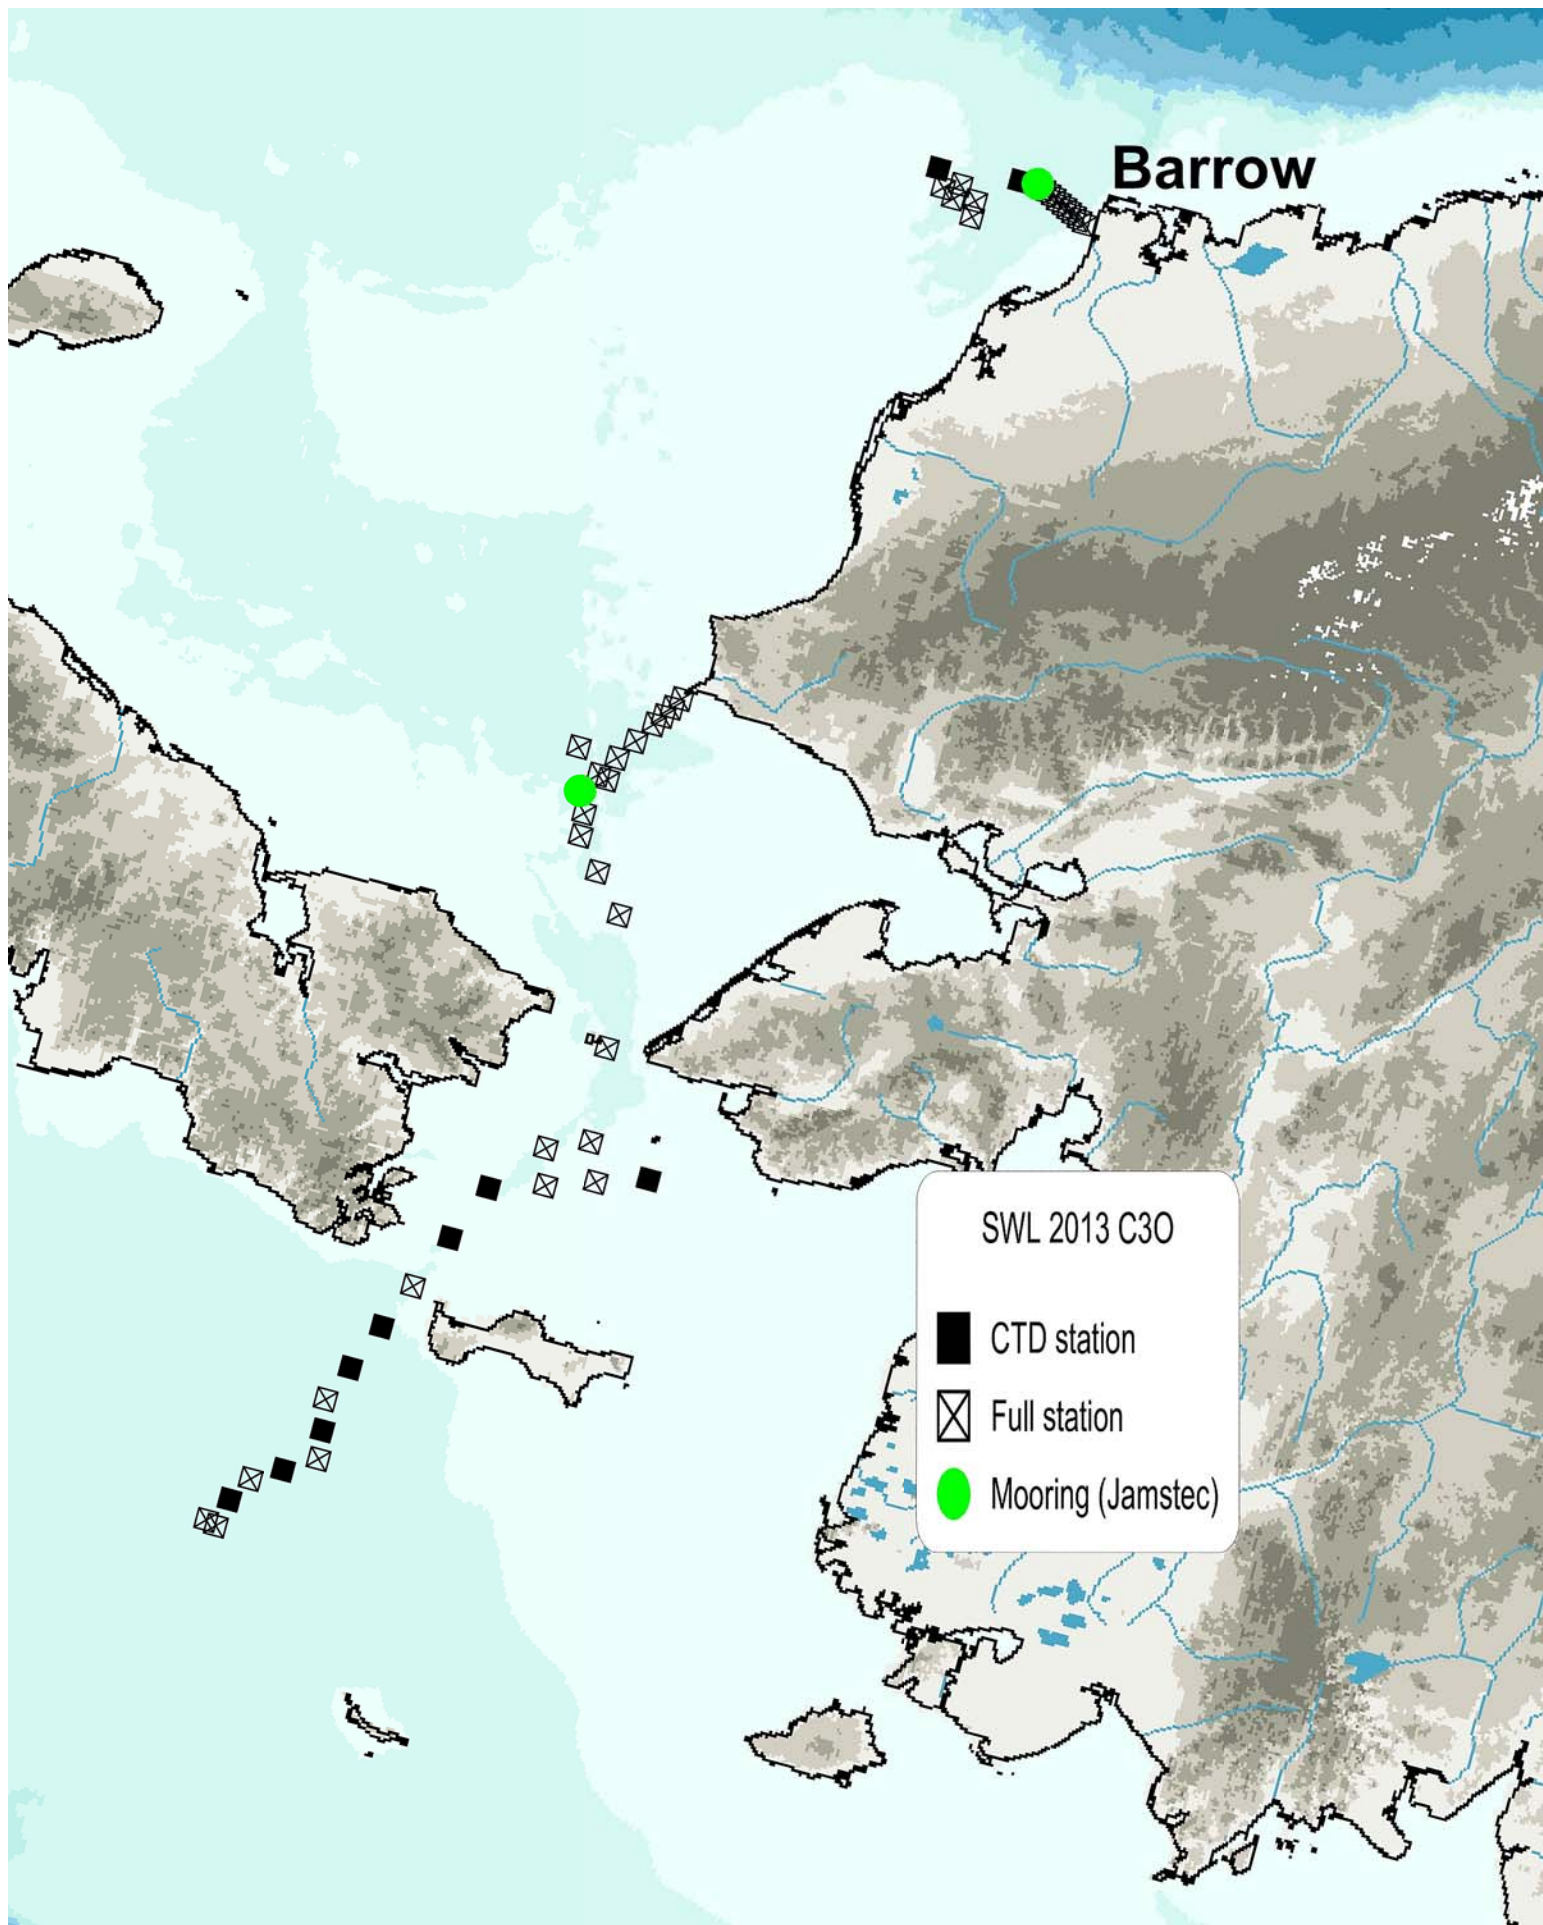 Barrow
SWL 2013 C3O
CTD station
Full station
Mooring (Jamstec)